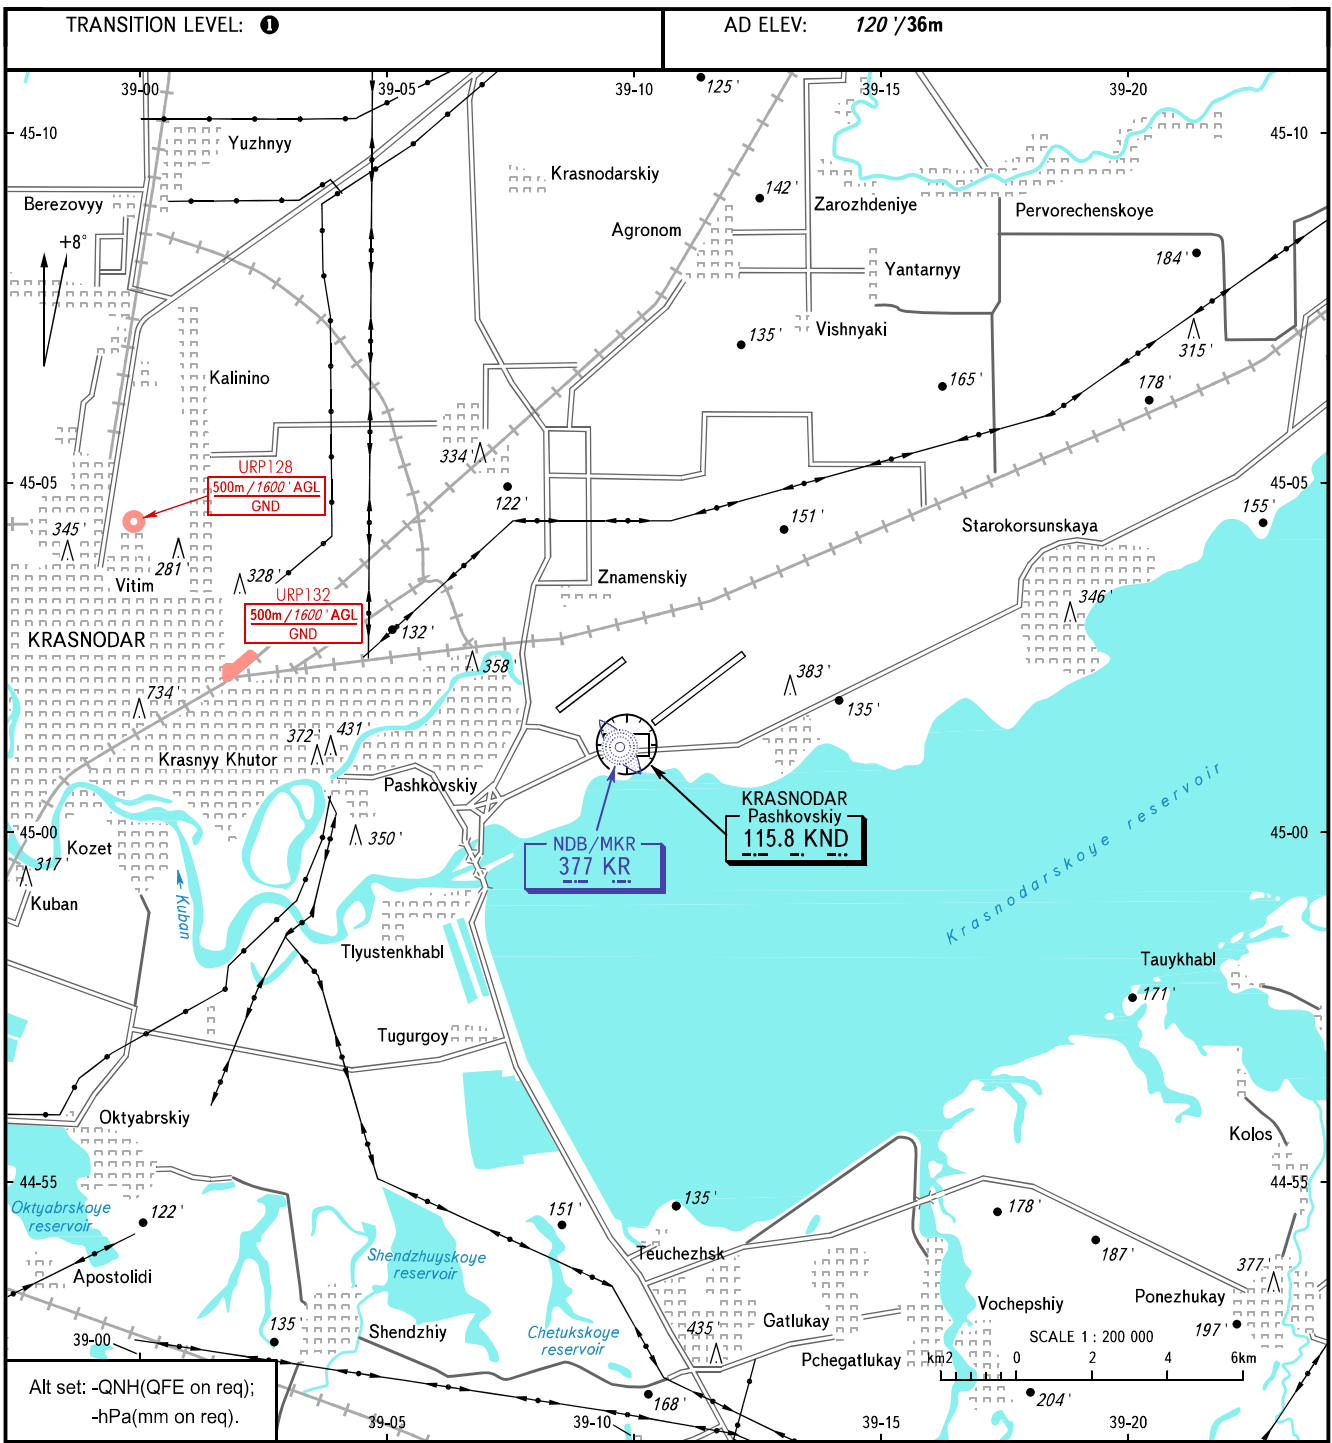 TRANSITION LEVEL: ❶
AD ELEV: 120 '/36m
39-00
39-05
39-10
39-15
39-20
125 '
45-10
45-10
Yuzhnyy
Krasnodarskiy
142 '
Zarozhdeniye
Berezovyy
Pervorechenskoye
+8°
Agronom
184 '
Yantarnyy
Vishnyaki
135 '
315 '
Kalinino
165 '
178 '
334 '
URP128
500m / 1600 ' AGL
GND
45-05
45-05
122 '
155 '
345 '
151 '
Starokorsunskaya
281 '
Vitim
328 '
Znamenskiy
URP132
500m / 1600 ' AGL
GND
346 '
KRASNODAR
132 '
358 '
383 '
734 '
135 '
372 '
431 '
Krasnyy Khutor
Pashkovskiy
KRASNODAR
Pashkovskiy
115.8 KND
Krasnodarskoye reservoir
NDB/MKR
377 KR
45-00
45-00
Kozet
350 '
317 '
Kuban
Kuban
Tlyustenkhabl
Tauykhabl
171 '
Tugurgoy
Oktyabrskiy
Kolos
44-55
44-55
Oktyabrskoye
reservoir
122 '
151 '
135 '
178 '
187 '
Shendzhuyskoye
reservoir
Teuchezhsk
377 '
Apostolidi
Vochepshiy
Ponezhukay
135 '
Shendzhiy
Chetukskoye
reservoir
Gatlukay
197 '
435 '
Pchegatlukay
SCALE 1 : 200 000
km2 0 2 4 6km
39-00
168 '
204 '
Alt set: -QNH(QFE on req);
-hPa(mm on req).
39-05
39-10
39-15
39-20